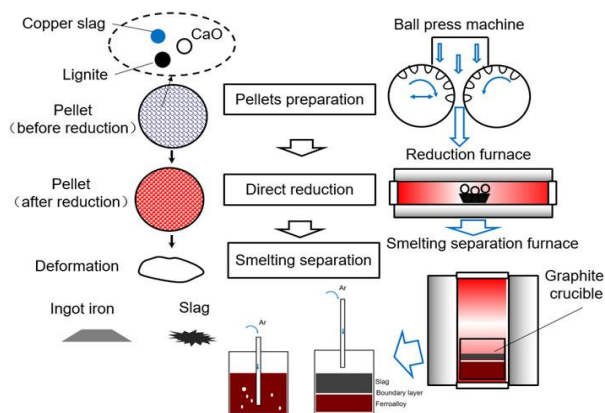 Copper slag
CaO
Lignite
Pellet
（before reduction）
Pellet
（after reduction）
Deformation
Ingot iron
Slag
Pellets preparation
Direct reduction
Smelting separation
Ball press machine
Reduction furnace
Smelting separation furnace
Graphite
crucible
Ar
Ar
Slag
Boundary layer
Ferroalloy